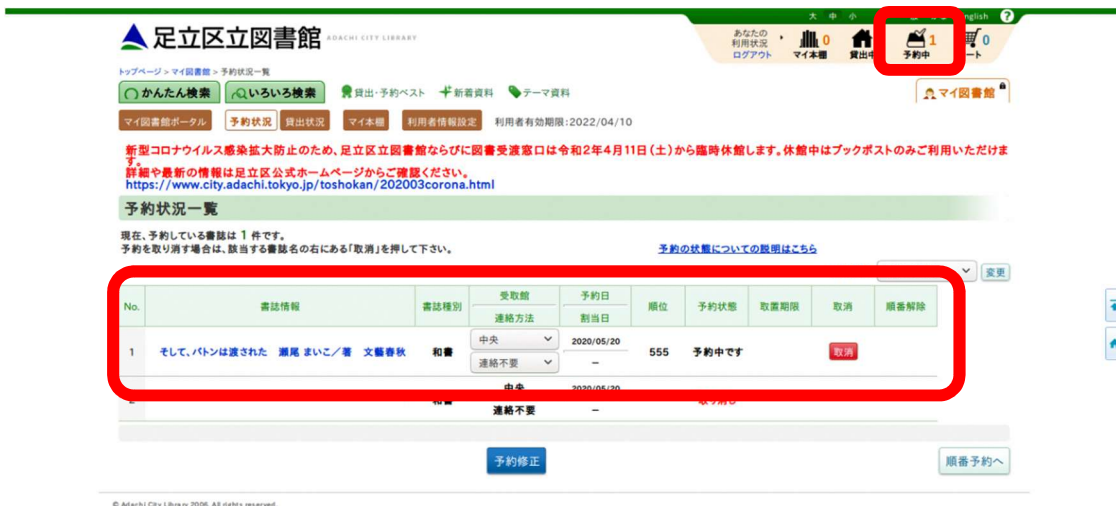 大 中 小 English ?
足立区立図書館 ADACHI CITY LIBRARY
あなたの利用状況
ログアウト
0
マイ本棚
貸出中
1
予約中
0
ート
トップページ > マイ図書館 > 予約状況一覧
かんたん検索 いろいろ検索 貸出・予約ベスト 新着資料 テーマ資料 マイ図書館
マイ図書館ポータル 予約状況 貸出状況 マイ本棚 利用者情報設定 利用者有効期限:2022/04/10
新型コロナウイルス感染拡大防止のため、足立区立図書館ならびに図書受渡窓口は令和2年4月11日(土)から臨時休館します。休館中はブックポストのみご利用いただけま
す。
詳細や最新の情報は足立区公式ホームページからご確認ください。
https://www.city.adachi.tokyo.jp/toshokan/202003corona.html
予約状況一覧
現在、予約している書誌は 1 件です。
予約を取り消す場合は、該当する書誌名の右にある「取消」を押して下さい。
予約の状態についての説明はこちら
変更
No. 書誌情報 書誌種別 受取館 連絡方法 予約日 割当日 順位 予約状態 取置期限 取消 順番解除
1 そして、バトンは渡された 瀬尾 まいこ/著 文藝春秋 和書 中央 連絡不要 2020/05/20 – 555 予約中です 取消
中央 2020/05/20
連絡不要 –
予約修正
順番予約へ
© Adachi City Library 2006. All rights reserved.